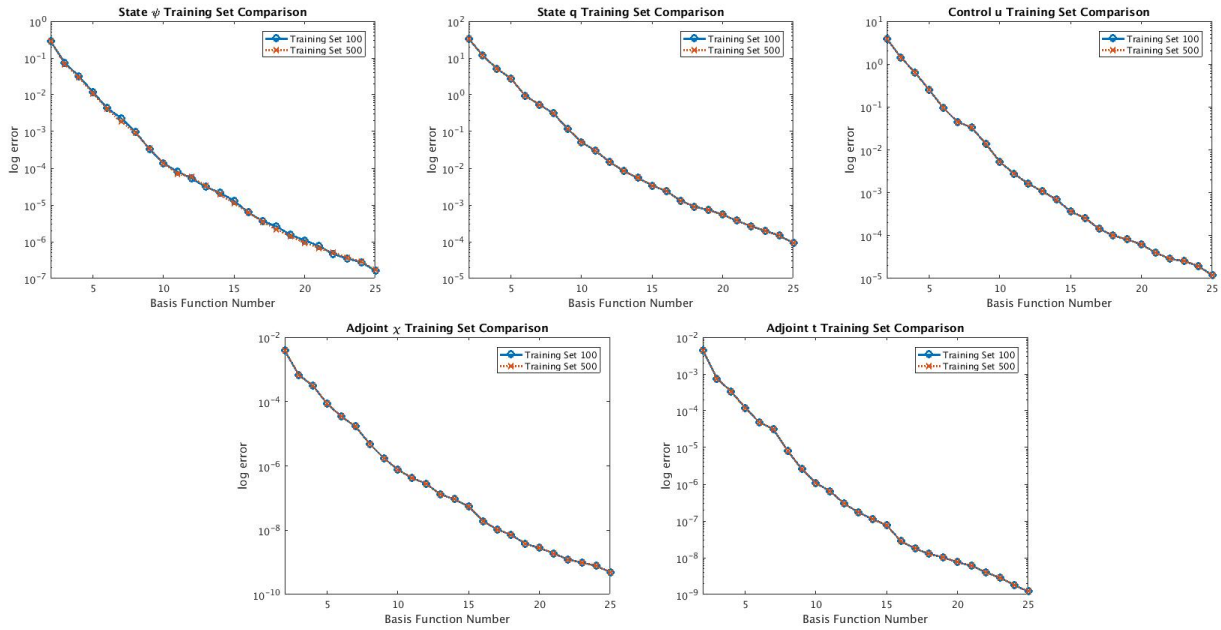 State ψ Training Set Comparison
10^0
10^-1
10^-2
10^-3
10^-4
10^-5
10^-6
10^-7
log error
Training Set 100
Training Set 500
5 10 15 20 25
Basis Function Number
State q Training Set Comparison
10^2
10^1
10^0
10^-1
10^-2
10^-3
10^-4
10^-5
log error
Training Set 100
Training Set 500
5 10 15 20 25
Basis Function Number
Control u Training Set Comparison
10^1
10^0
10^-1
10^-2
10^-3
10^-4
10^-5
log error
Training Set 100
Training Set 500
5 10 15 20 25
Basis Function Number
Adjoint χ Training Set Comparison
10^-2
10^-4
10^-6
10^-8
10^-10
log error
Training Set 100
Training Set 500
5 10 15 20 25
Basis Function Number
Adjoint t Training Set Comparison
10^-2
10^-3
10^-4
10^-5
10^-6
10^-7
10^-8
10^-9
log error
Training Set 100
Training Set 500
5 10 15 20 25
Basis Function Number